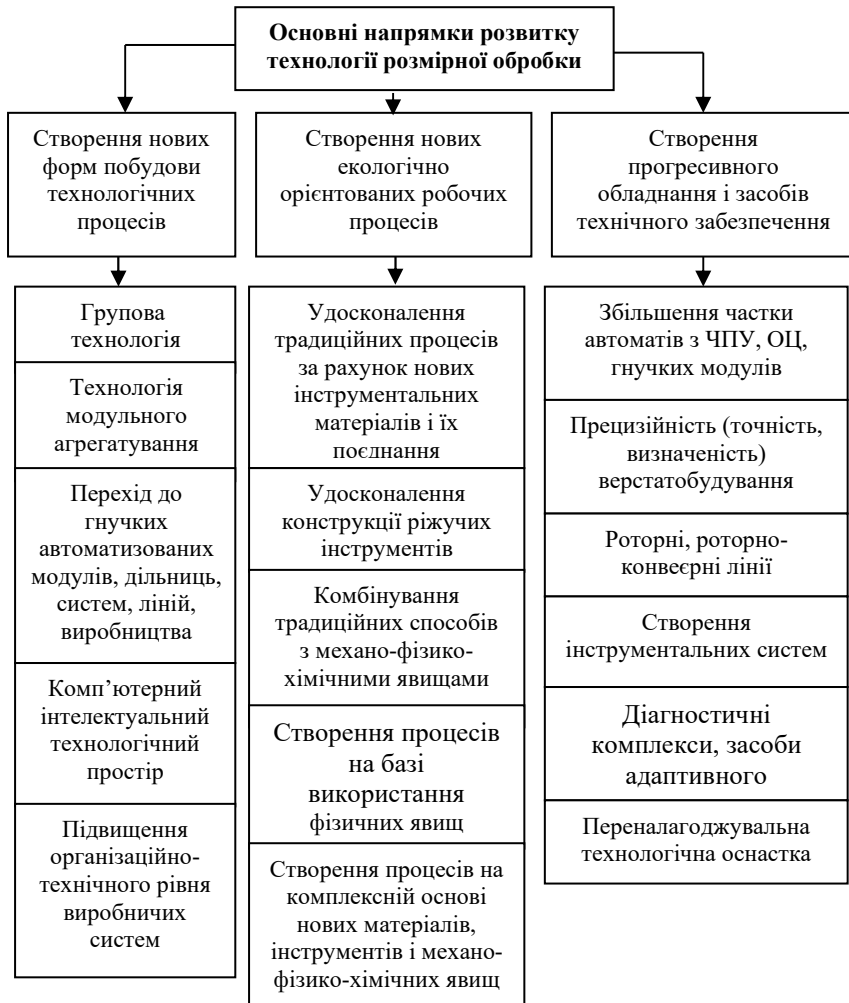 Основні напрямки розвитку
технології розмірної обробки
Створення нових
форм побудови
технологічних
процесів
Групова
технологія
Технологія
модульного
агрегатування
Перехід до
гнучких
автоматизованих
модулів, дільниць,
систем, ліній,
виробництва
Комп’ютерний
інтелектуальний
технологічний
простір
Підвищення
організаційно-
технічного рівня
виробничих
систем
Створення нових
екологічно
орієнтованих робочих
процесів
Удосконалення
традиційних процесів
за рахунок нових
інструментальних
матеріалів і їх
поєднання
Удосконалення
конструкції ріжучих
інструментів
Комбінування
традиційних способів
з механо-фізико-
хімічними явищами
Створення процесів
на базі
використання
фізичних явищ
Створення процесів на
комплексній основі
нових матеріалів,
інструментів і механо-
фізико-хімічних явищ
Створення
прогресивного
обладнання і засобів
технічного забезпечення
Збільшення частки
автоматів з ЧПУ, ОЦ,
гнучких модулів
Прецизійність (точність,
визначеність)
верстатобудування
Роторні, роторно-
конвеєрні лінії
Створення
інструментальних систем
Діагностичні
комплекси, засоби
адаптивного
Переналагоджувальна
технологічна оснастка